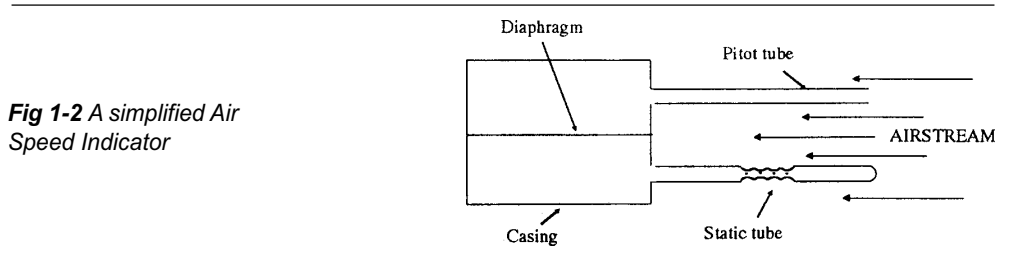 Diaphragm
Pitot tube
Fig 1-2 A simplified Air
Speed Indicator
AIRSTREAM
Casing
Static tube